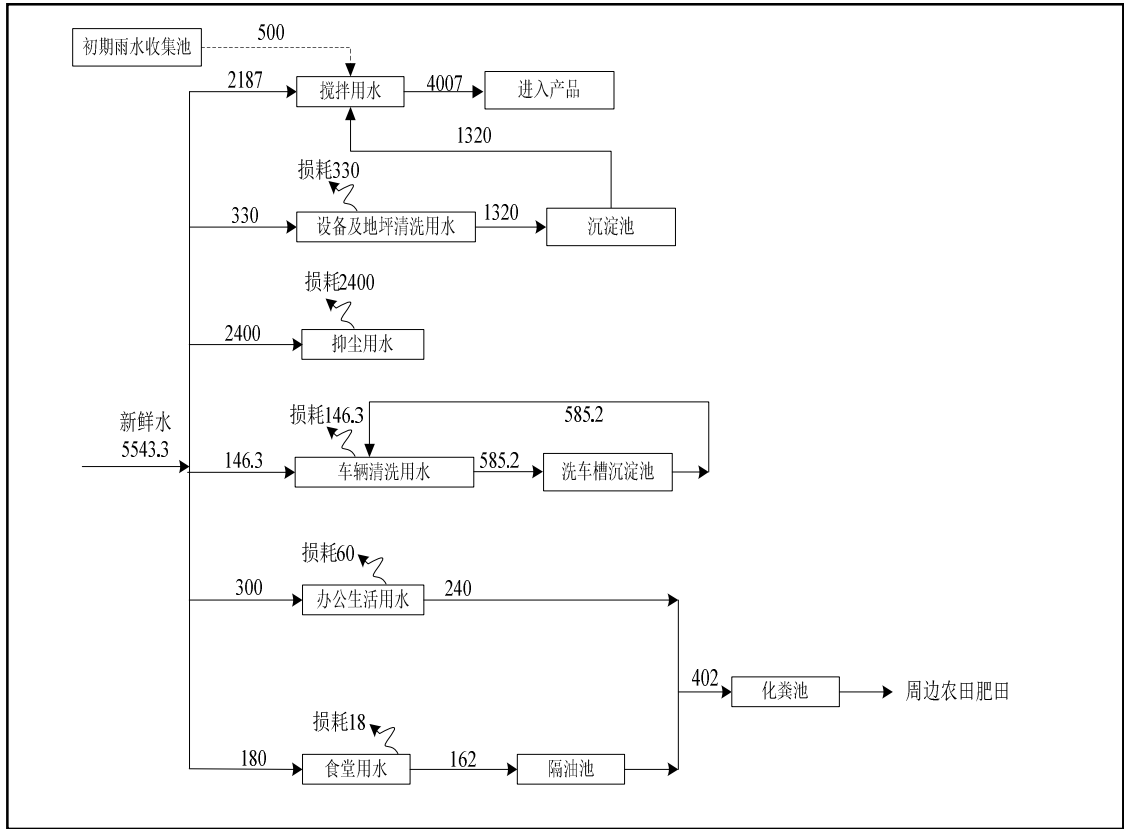 初期雨水收集池
500
2187
搅拌用水
4007
进入产品
1320
损耗330
330
设备及地坪清洗用水
1320
沉淀池
损耗2400
2400
抑尘用水
新鲜水
5543.3
损耗146.3
585.2
146.3
车辆清洗用水
585.2
洗车槽沉淀池
损耗60
300
办公生活用水
240
402
化粪池
周边农田肥田
损耗18
180
食堂用水
162
隔油池